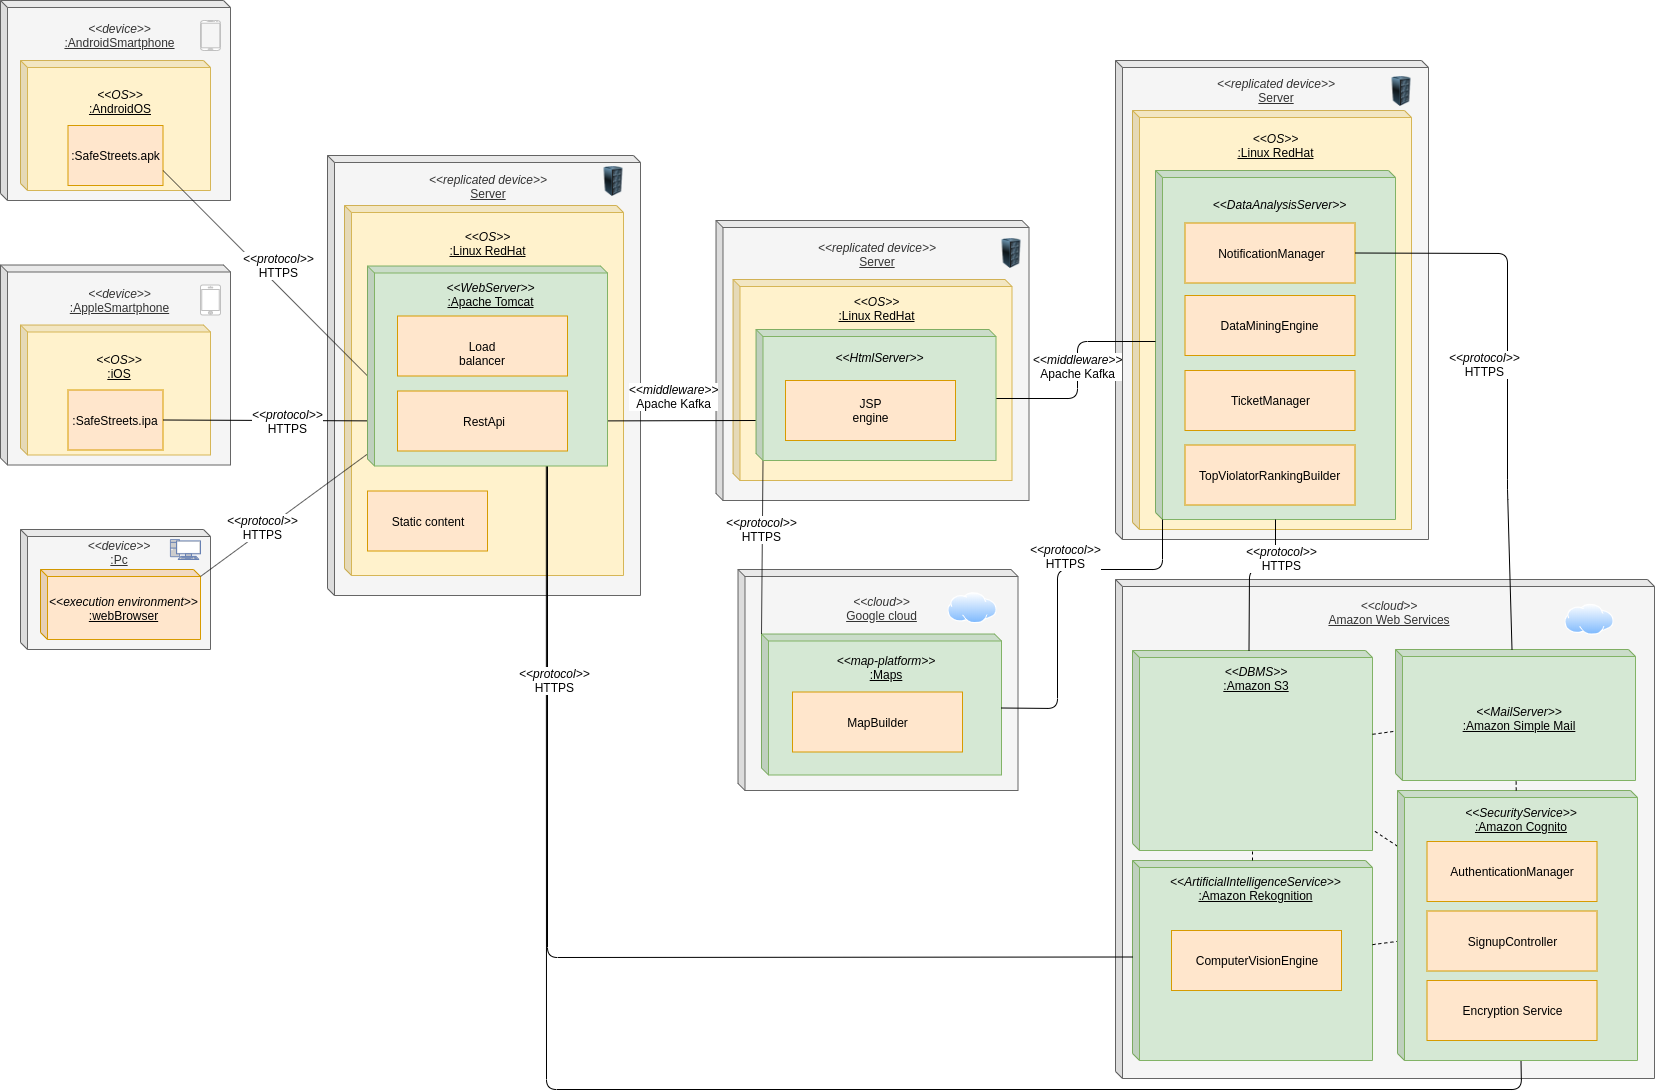 <<device>>
:AndroidSmartphone
<<OS>>
:AndroidOS
:SafeStreets.apk
<<protocol>>
HTTPS
<<device>>
:AppleSmartphone
<<OS>>
:iOS
:SafeStreets.ipa
<<protocol>>
HTTPS
<<device>>
:Pc
<<execution environment>>
:webBrowser
<<protocol>>
HTTPS
<<replicated device>>
Server
<<OS>>
:Linux RedHat
<<WebServer>>
:Apache Tomcat
Load
balancer
RestApi
Static content
<<middleware>>
Apache Kafka
<<protocol>>
HTTPS
<<replicated device>>
Server
<<OS>>
:Linux RedHat
<<HtmlServer>>
JSP
engine
<<middleware>>
Apache Kafka
<<protocol>>
HTTPS
<<cloud>>
Google cloud
<<map-platform>>
:Maps
MapBuilder
<<protocol>>
HTTPS
<<replicated device>>
Server
<<OS>>
:Linux RedHat
<<DataAnalysisServer>>
NotificationManager
DataMiningEngine
TicketManager
TopViolatorRankingBuilder
<<protocol>>
HTTPS
<<protocol>>
HTTPS
<<cloud>>
Amazon Web Services
<<DBMS>>
:Amazon S3
<<MailServer>>
:Amazon Simple Mail
<<ArtificialIntelligenceService>>
:Amazon Rekognition
ComputerVisionEngine
<<SecurityService>>
:Amazon Cognito
AuthenticationManager
SignupController
Encryption Service